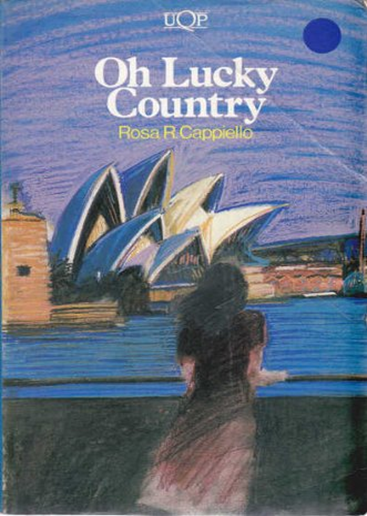 UQP
Oh Lucky
Country
Rosa R. Cappiello